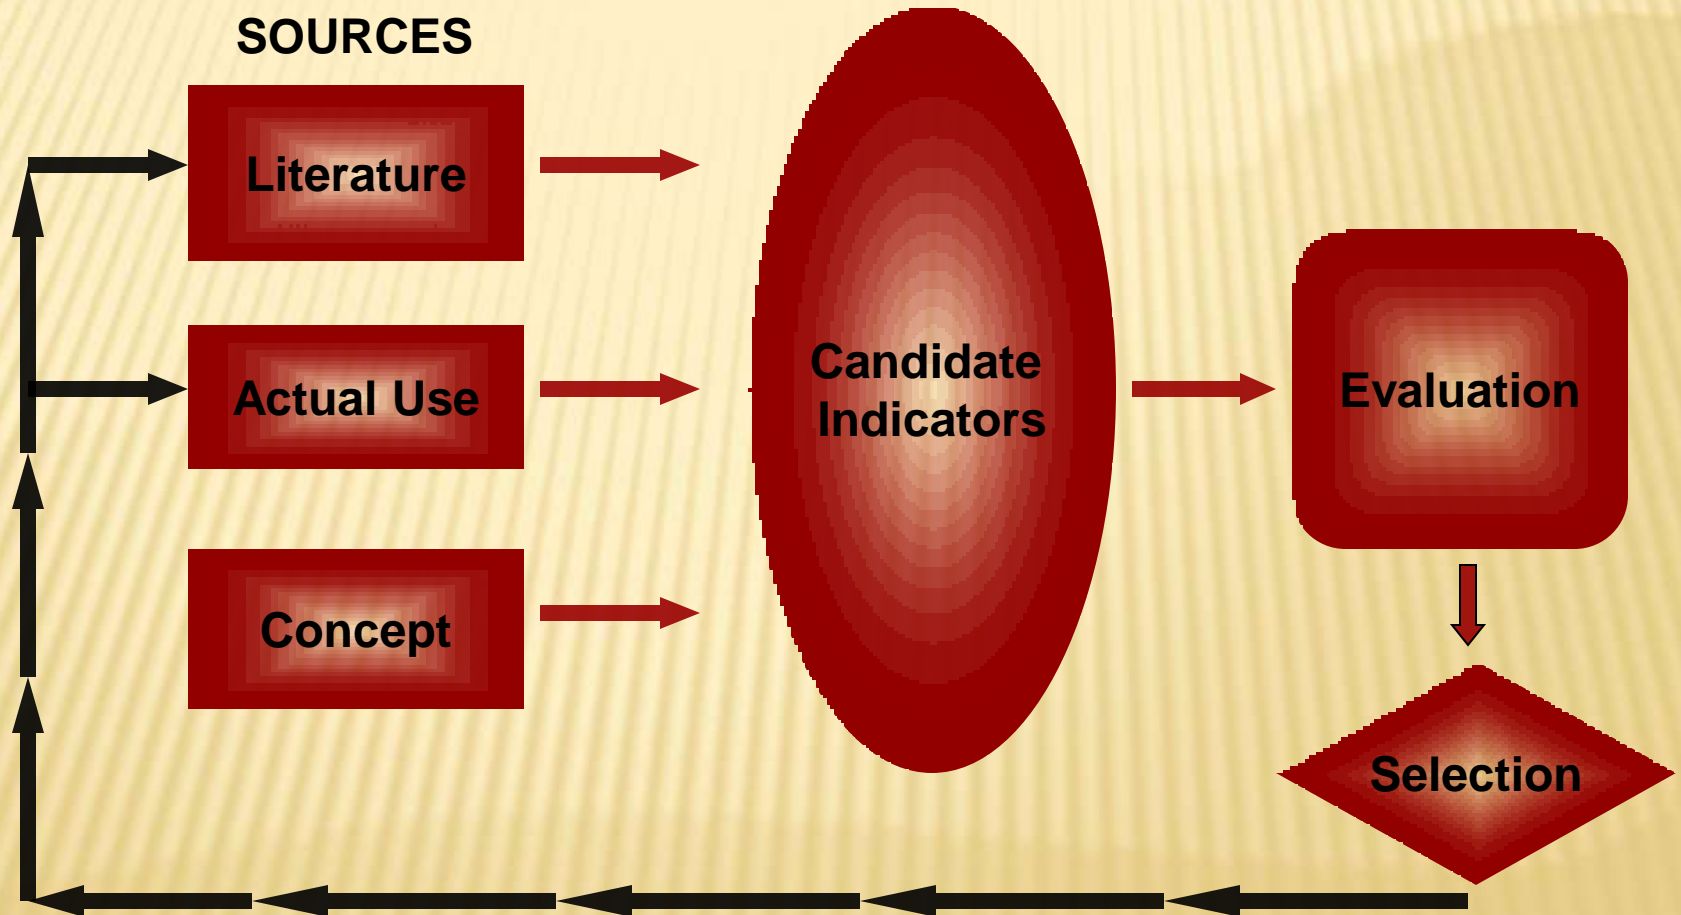 SOURCES
Literature
Actual Use
Concept
Candidate
Indicators
Evaluation
Selection